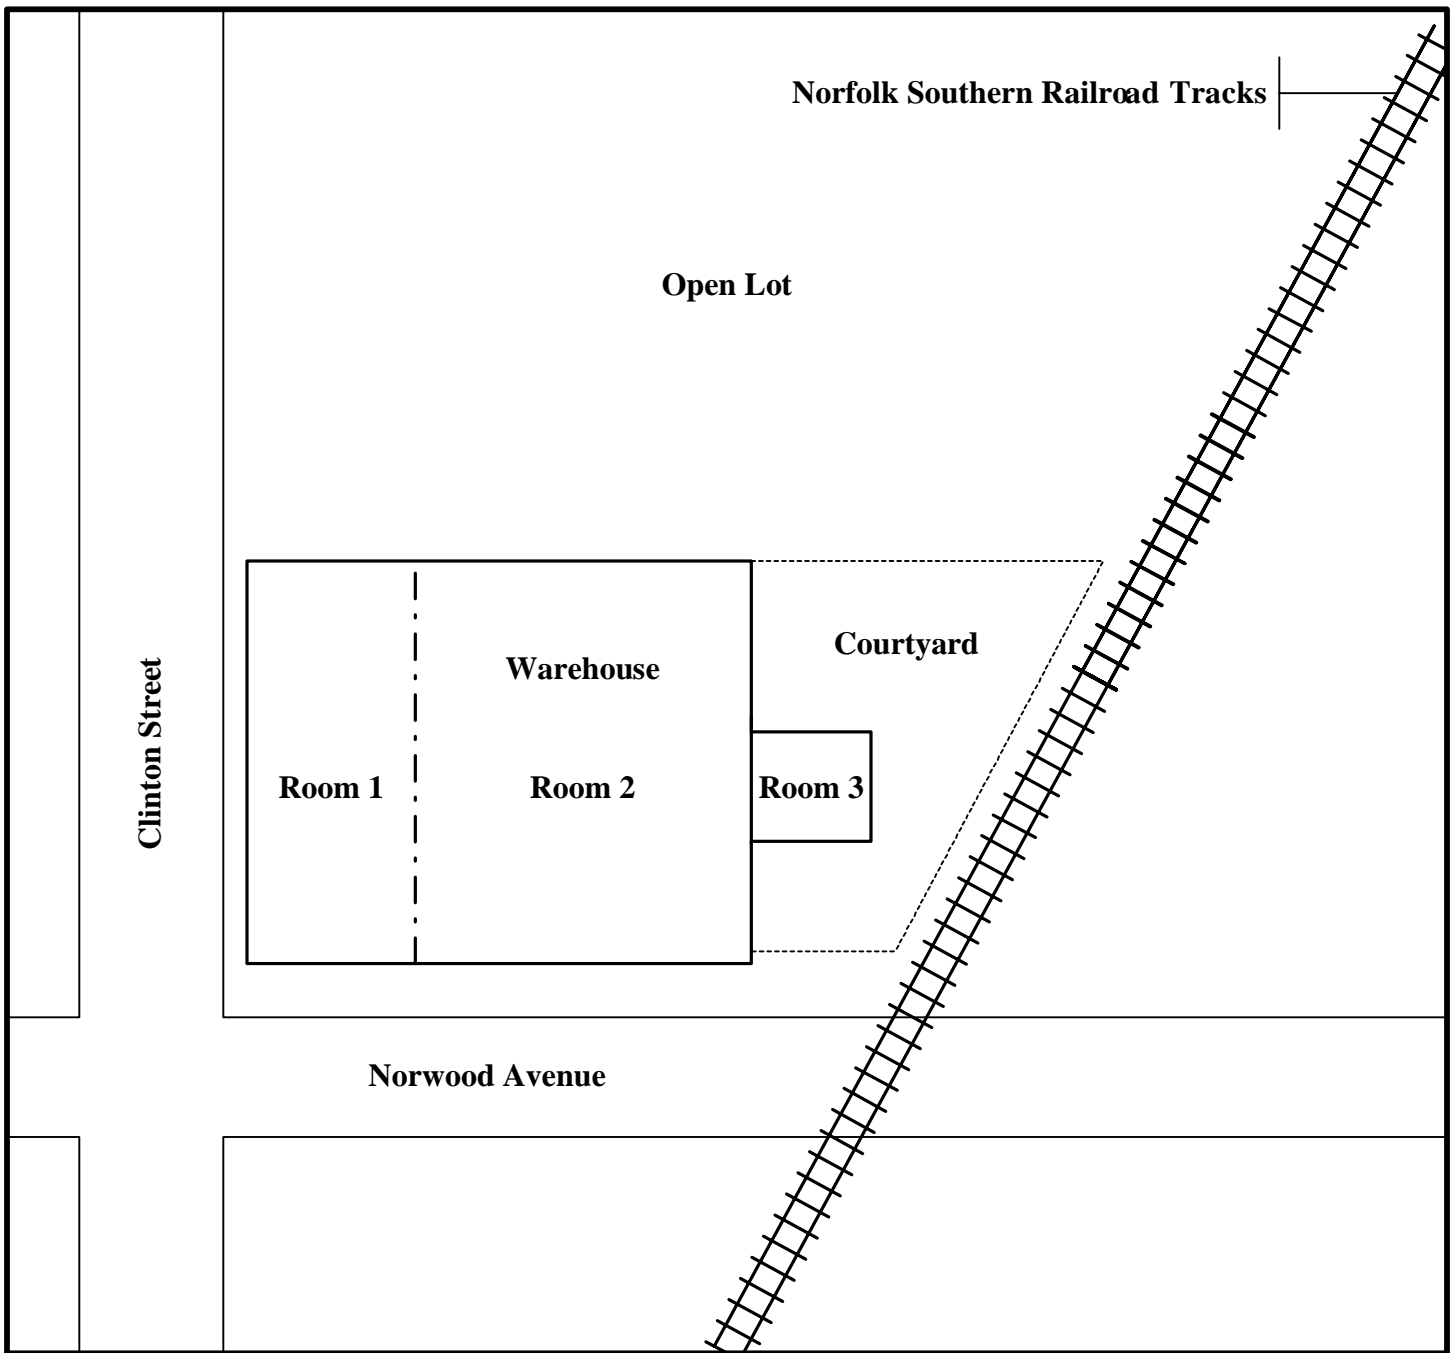 Norfolk Southern Railroad Tracks
Open Lot
Courtyard
Warehouse
Clinton Street
Room 1
Room 2
Room 3
Norwood Avenue